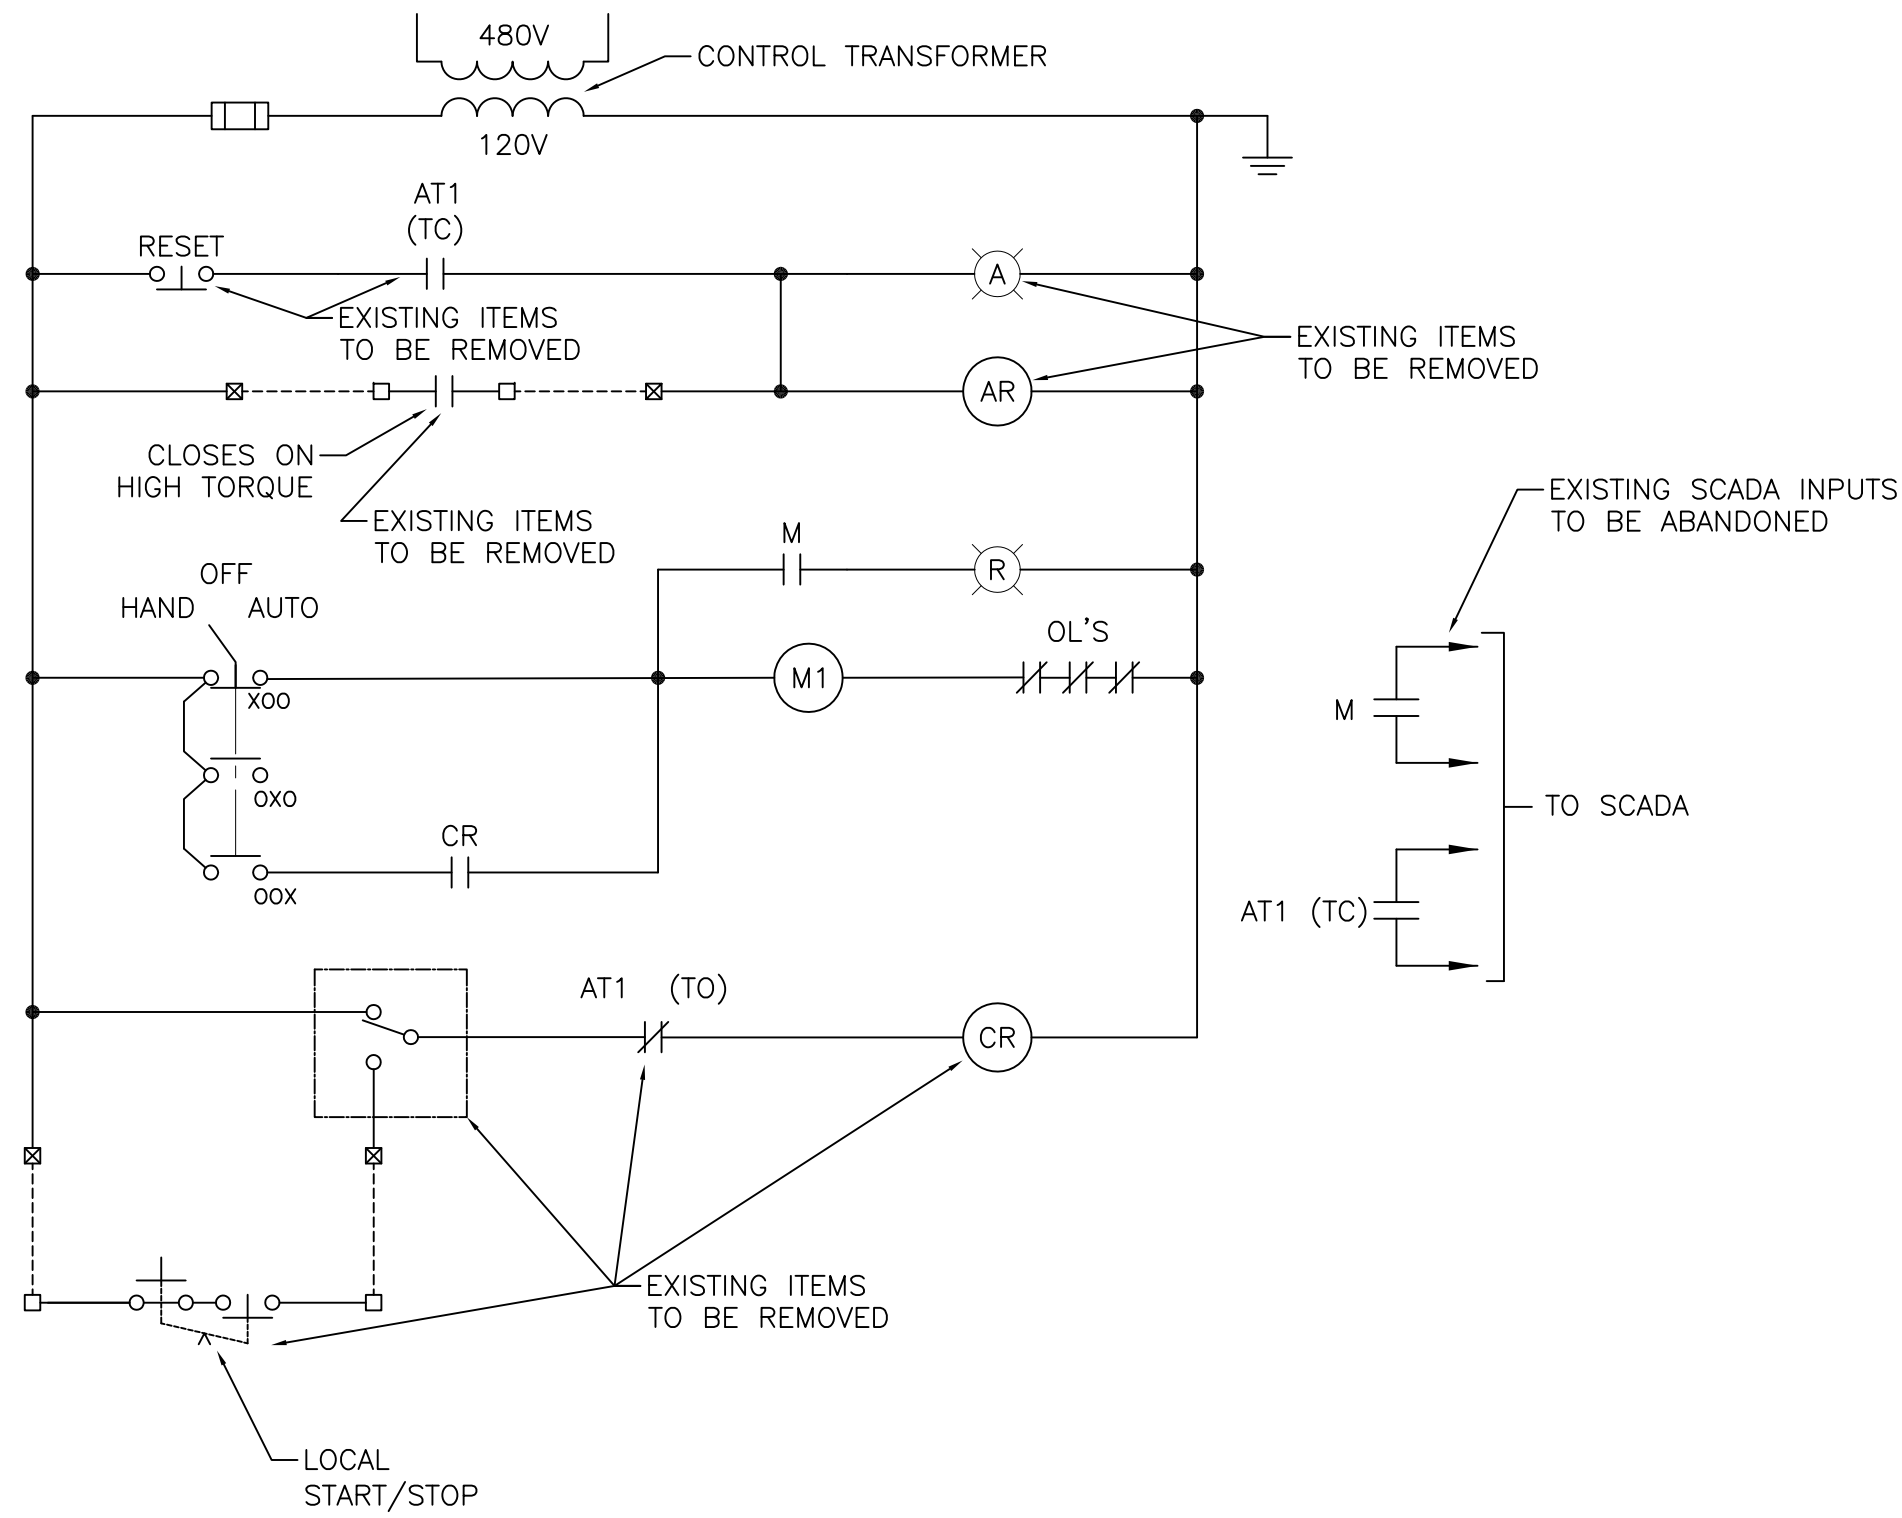 480V
CONTROL TRANSFORMER
120V
AT1
(TC)
RESET
A
EXISTING ITEMS
TO BE REMOVED
EXISTING ITEMS
TO BE REMOVED
AR
CLOSES ON
HIGH TORQUE
EXISTING ITEMS
TO BE REMOVED
EXISTING SCADA INPUTS
TO BE ABANDONED
M
R
OFF
HAND AUTO
OL'S
M1
XOO
M
OXO
TO SCADA
CR
OOX
AT1 (TC)
AT1 (TO)
CR
EXISTING ITEMS
TO BE REMOVED
LOCAL
START/STOP